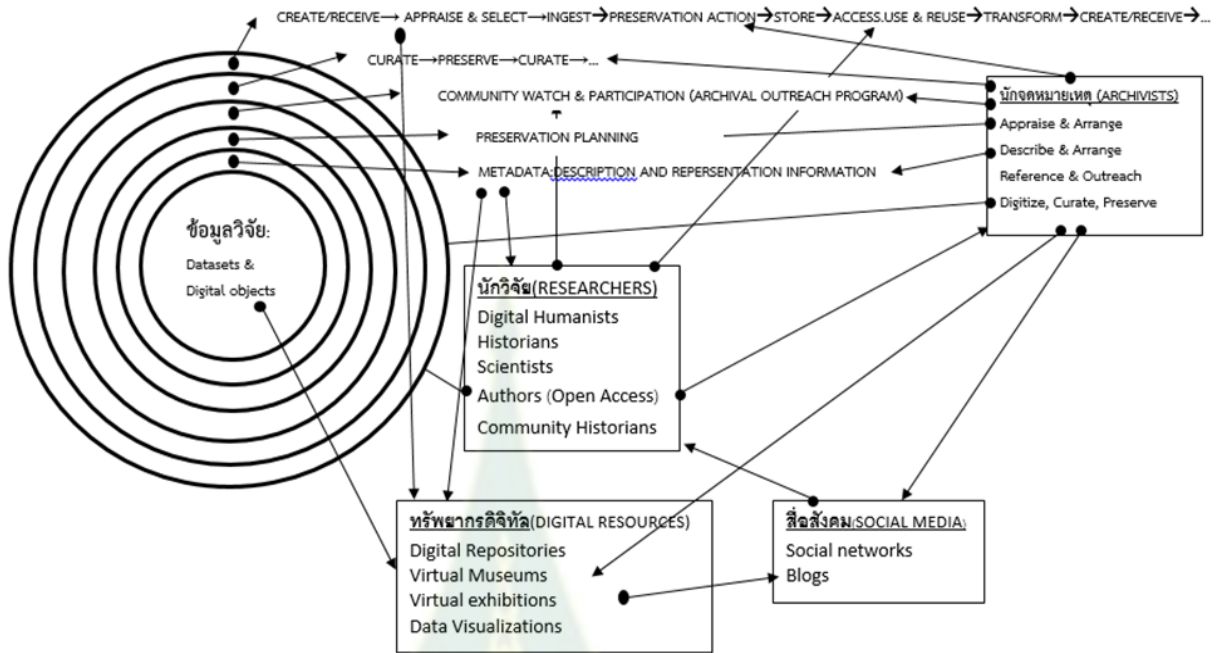 CREATE/RECEIVE→ APPRAISE & SELECT→INGEST→PRESERVATION ACTION→STORE→ACCESS.USE & REUSE→TRANSFORM→CREATE/RECEIVE→...
CURATE→PRESERVE→CURATE→...
COMMUNITY WATCH & PARTICIPATION (ARCHIVAL OUTREACH PROGRAM)
PRESERVATION PLANNING
METADATA:DESCRIPTION AND REPERSENTATION INFORMATION
นักจดหมายเหตุ (ARCHIVISTS)
Appraise & Arrange
Describe & Arrange
Reference & Outreach
Digitize, Curate, Preserve
ข้อมูลวิจัย:
Datasets &
Digital objects
นักวิจัย(RESEARCHERS)
Digital Humanists
Historians
Scientists
Authors (Open Access)
Community Historians
ทรัพยากรดิจิทัล(DIGITAL RESOURCES)
Digital Repositories
Virtual Museums
Virtual exhibitions
Data Visualizations
สื่อสังคม(SOCIAL MEDIA)
Social networks
Blogs